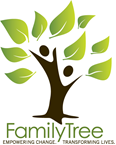 FamilyTree
EMPOWERING CHANGE. TRANSFORMING LIVES.